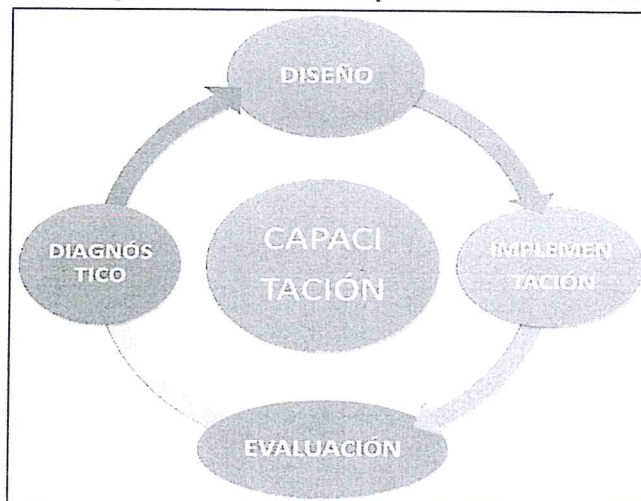 DISEÑO
DIAGNÓS
TICO
CAPACI
TACIÓN
IMPLEMEN
TACIÓN
EVALUACIÓN